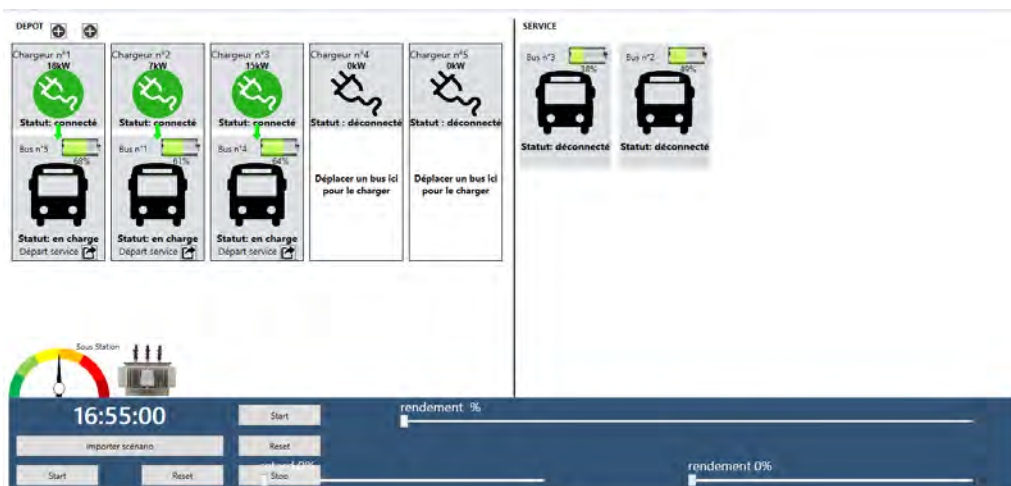 DEPOT
SERVICE
Chargeur n°1
18kW
Statut: connecté
Bus n°5
68%
Statut: en charge
Départ service
Chargeur n°2
7kW
Statut: connecté
Bus n°1
61%
Statut: en charge
Départ service
Chargeur n°3
15kW
Statut: connecté
Bus n°4
64%
Statut: en charge
Départ service
Chargeur n°4
0kW
Statut : déconnecté
Déplacer un bus ici
pour le charger
Chargeur n°5
0kW
Statut : déconnecté
Déplacer un bus ici
pour le charger
Bus n°3
38%
Statut: déconnecté
Bus n°2
49%
Statut: déconnecté
Sous Station
16:55:00
Start
rendement %
importer scénario
Reset
Start
Reset
Stop
retard 0%
rendement 0%